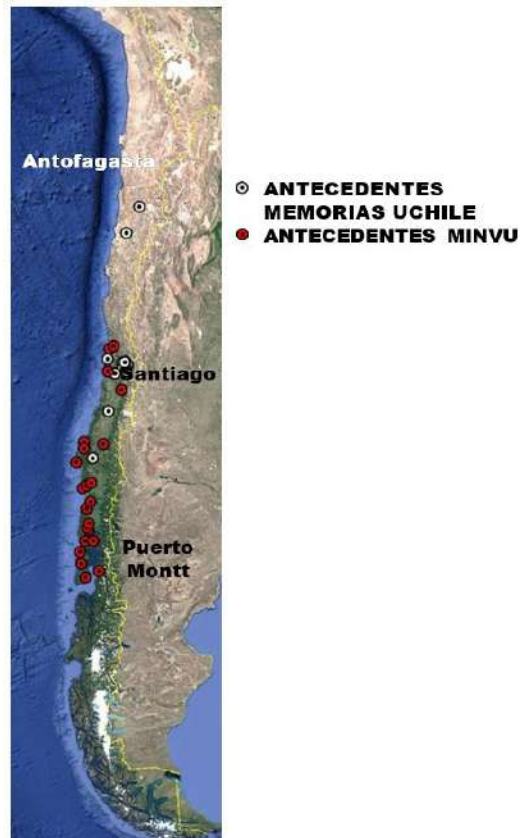 Antofagasta
ANTECEDENTES
MEMORIAS UCHILE
ANTECEDENTES MINVU
Santiago
Puerto
Montt